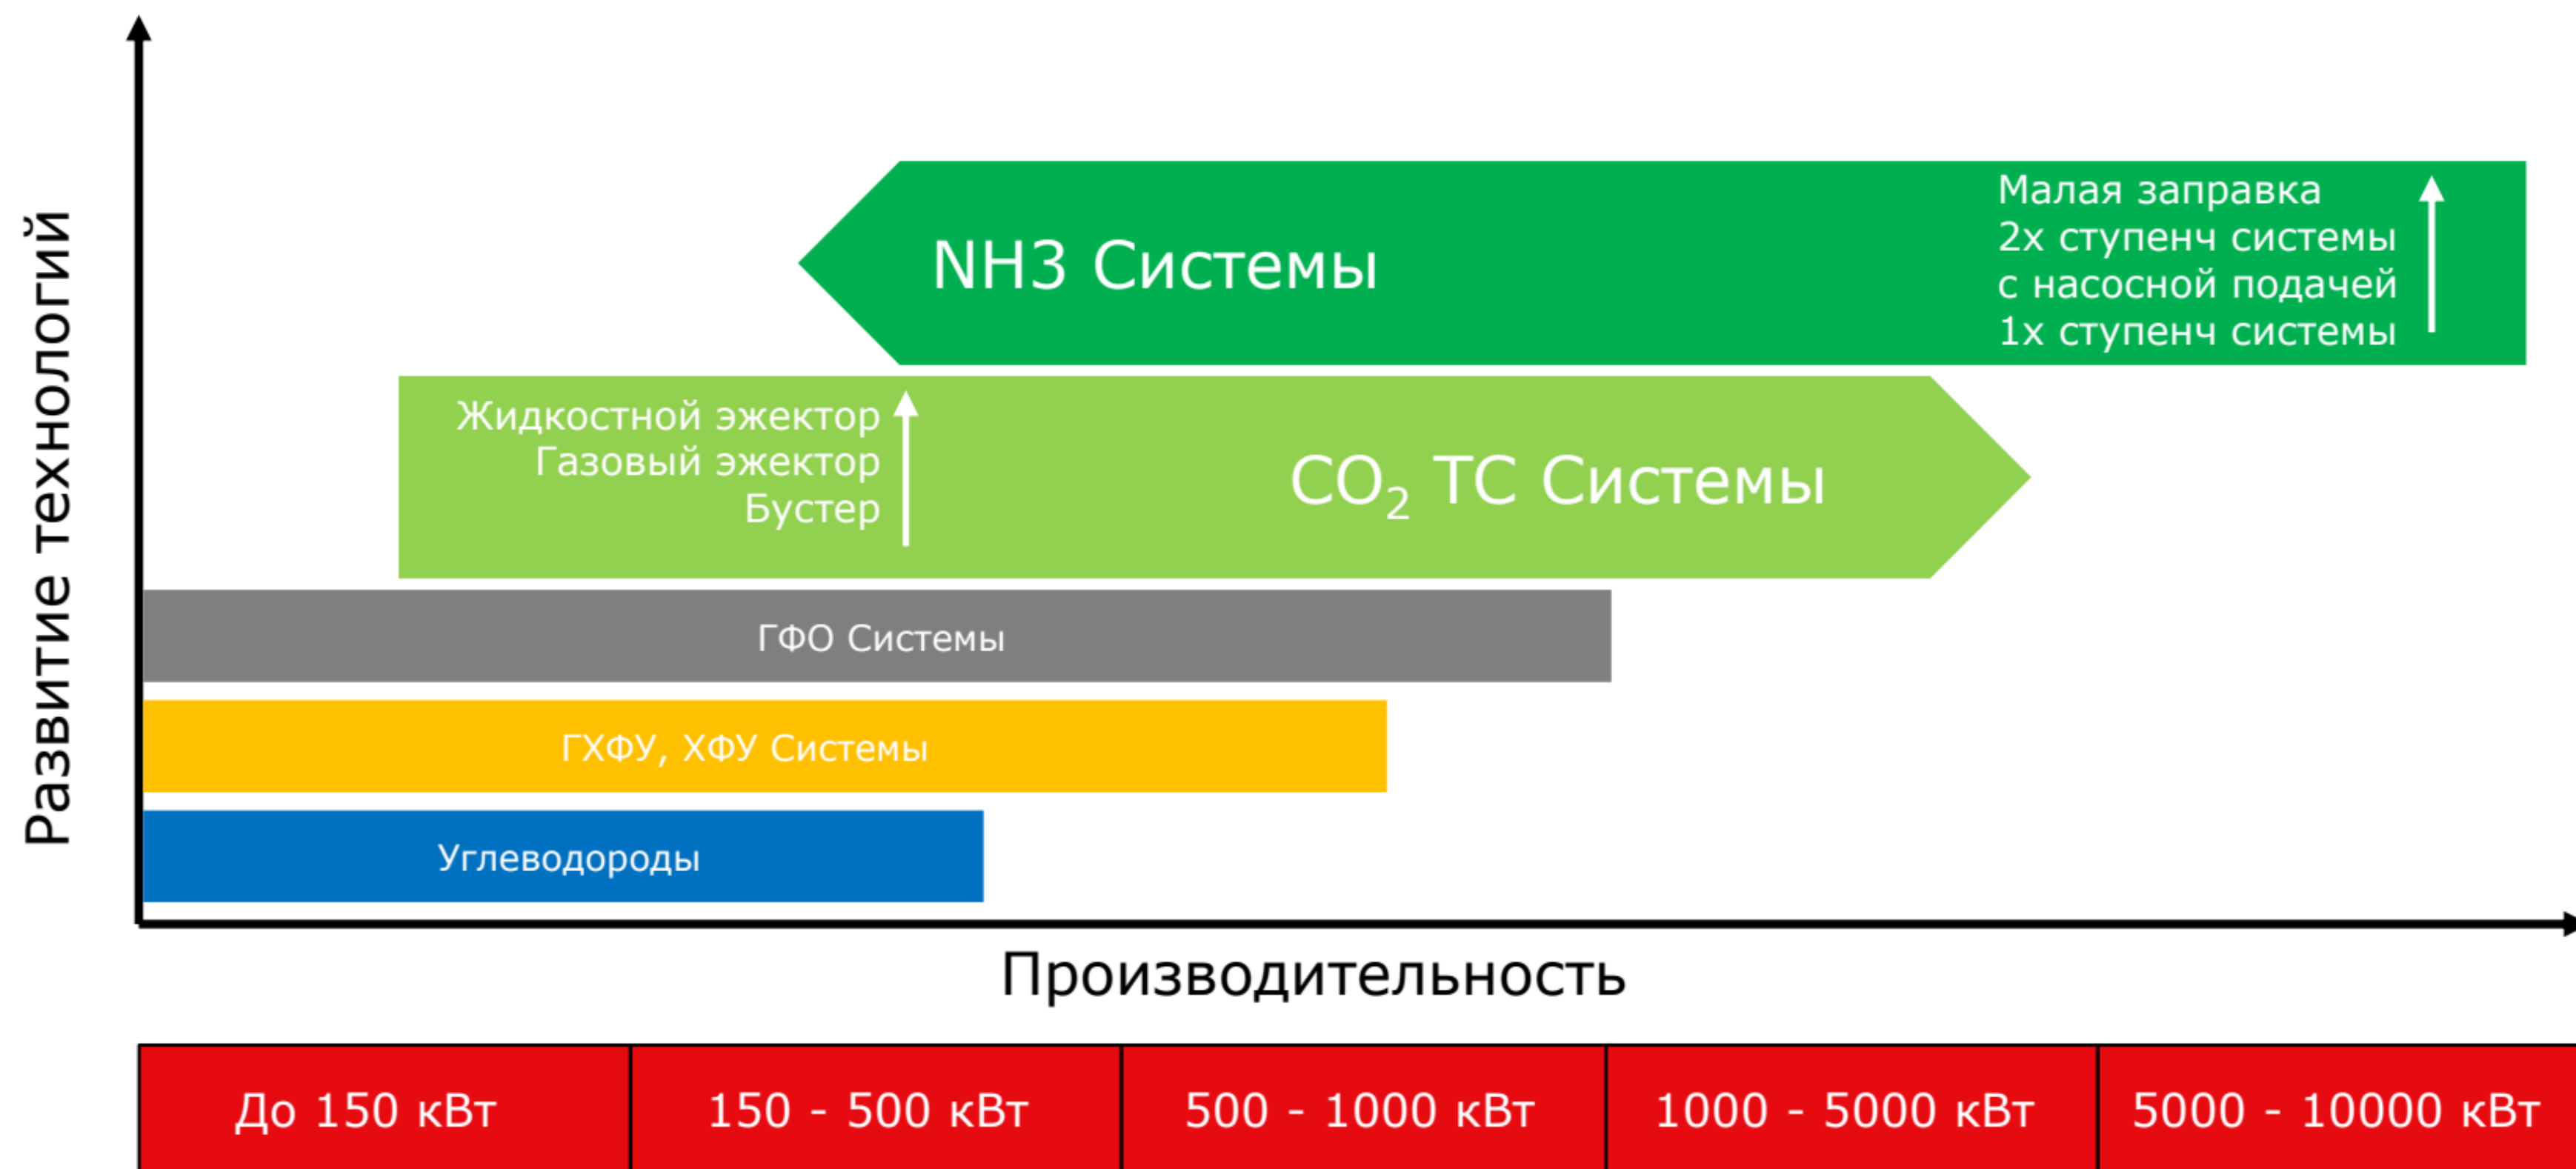 Развитие технологий
NH3 Системы
Малая заправка
2х ступенч системы
с насосной подачей
1х ступенч системы
Жидкостной эжектор
Газовый эжектор
Бустер
CO₂ TC Системы
ГФО Системы
ГХФУ, ХФУ Системы
Углеводороды
Производительность
До 150 кВт
150 - 500 кВт
500 - 1000 кВт
1000 - 5000 кВт
5000 - 10000 кВт